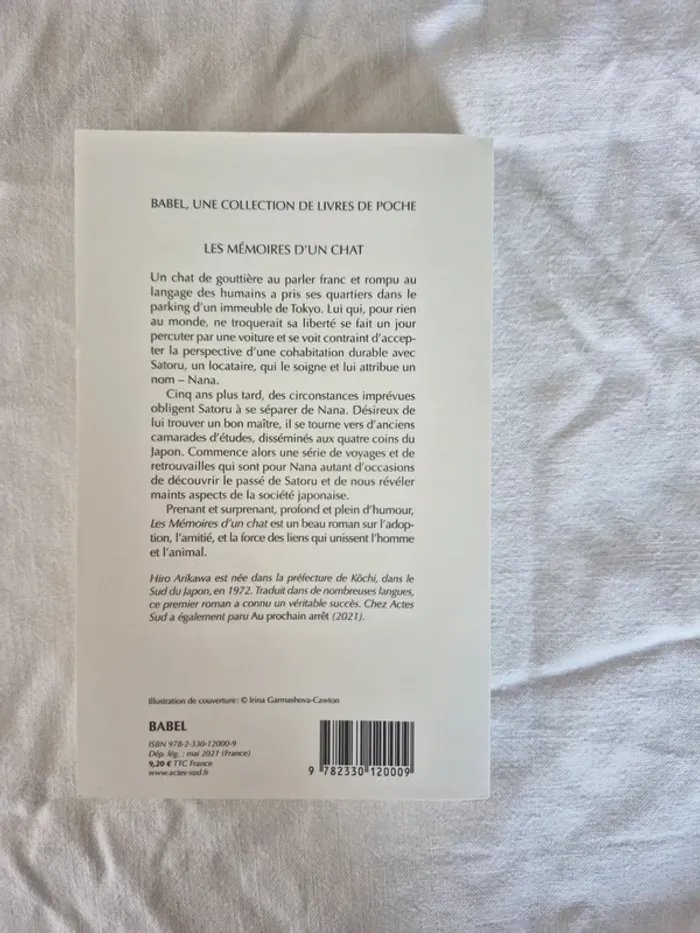 BABEL, UNE COLLECTION DE LIVRES DE POCHE
LES MÉMOIRES D'UN CHAT
Un chat de gouttière au parler franc et rompu au
langage des humains a pris ses quartiers dans le
parking d'un immeuble de Tokyo. Lui qui, pour rien
au monde, ne troquerait sa liberté se fait un jour
percuter par une voiture et se voit contraint d'accep-
ter la perspective d'une cohabitation durable avec
Satoru, un locataire, qui le soigne et lui attribue un
nom – Nana.
Cinq ans plus tard, des circonstances imprévues
obligent Satoru à se séparer de Nana. Désireux de
lui trouver un bon maître, il se tourne vers d'anciens
camarades d'études, disséminés aux quatre coins du
Japon. Commence alors une série de voyages et de
retrouvailles qui sont pour Nana autant d'occasions
de découvrir le passé de Satoru et de nous révéler
maints aspects de la société japonaise.
Prenant et surprenant, profond et plein d'humour,
Les Mémoires d'un chat est un beau roman sur l'adop-
tion, l'amitié, et la force des liens qui unissent l'homme
et l'animal.
Hiro Arikawa est née dans la préfecture de Kōchi, dans le
Sud du Japon, en 1972. Traduit dans de nombreuses langues,
ce premier roman a connu un véritable succès. Chez Actes
Sud a également paru Au prochain arrêt (2021).
Illustration de couverture : © Irina Garmashova-Cawton
BABEL
ISBN 978-2-330-12000-9
Dép. lég. : mai 2021 (France)
9,20 € TTC France
www.actes-sud.fr
9 782330 120009